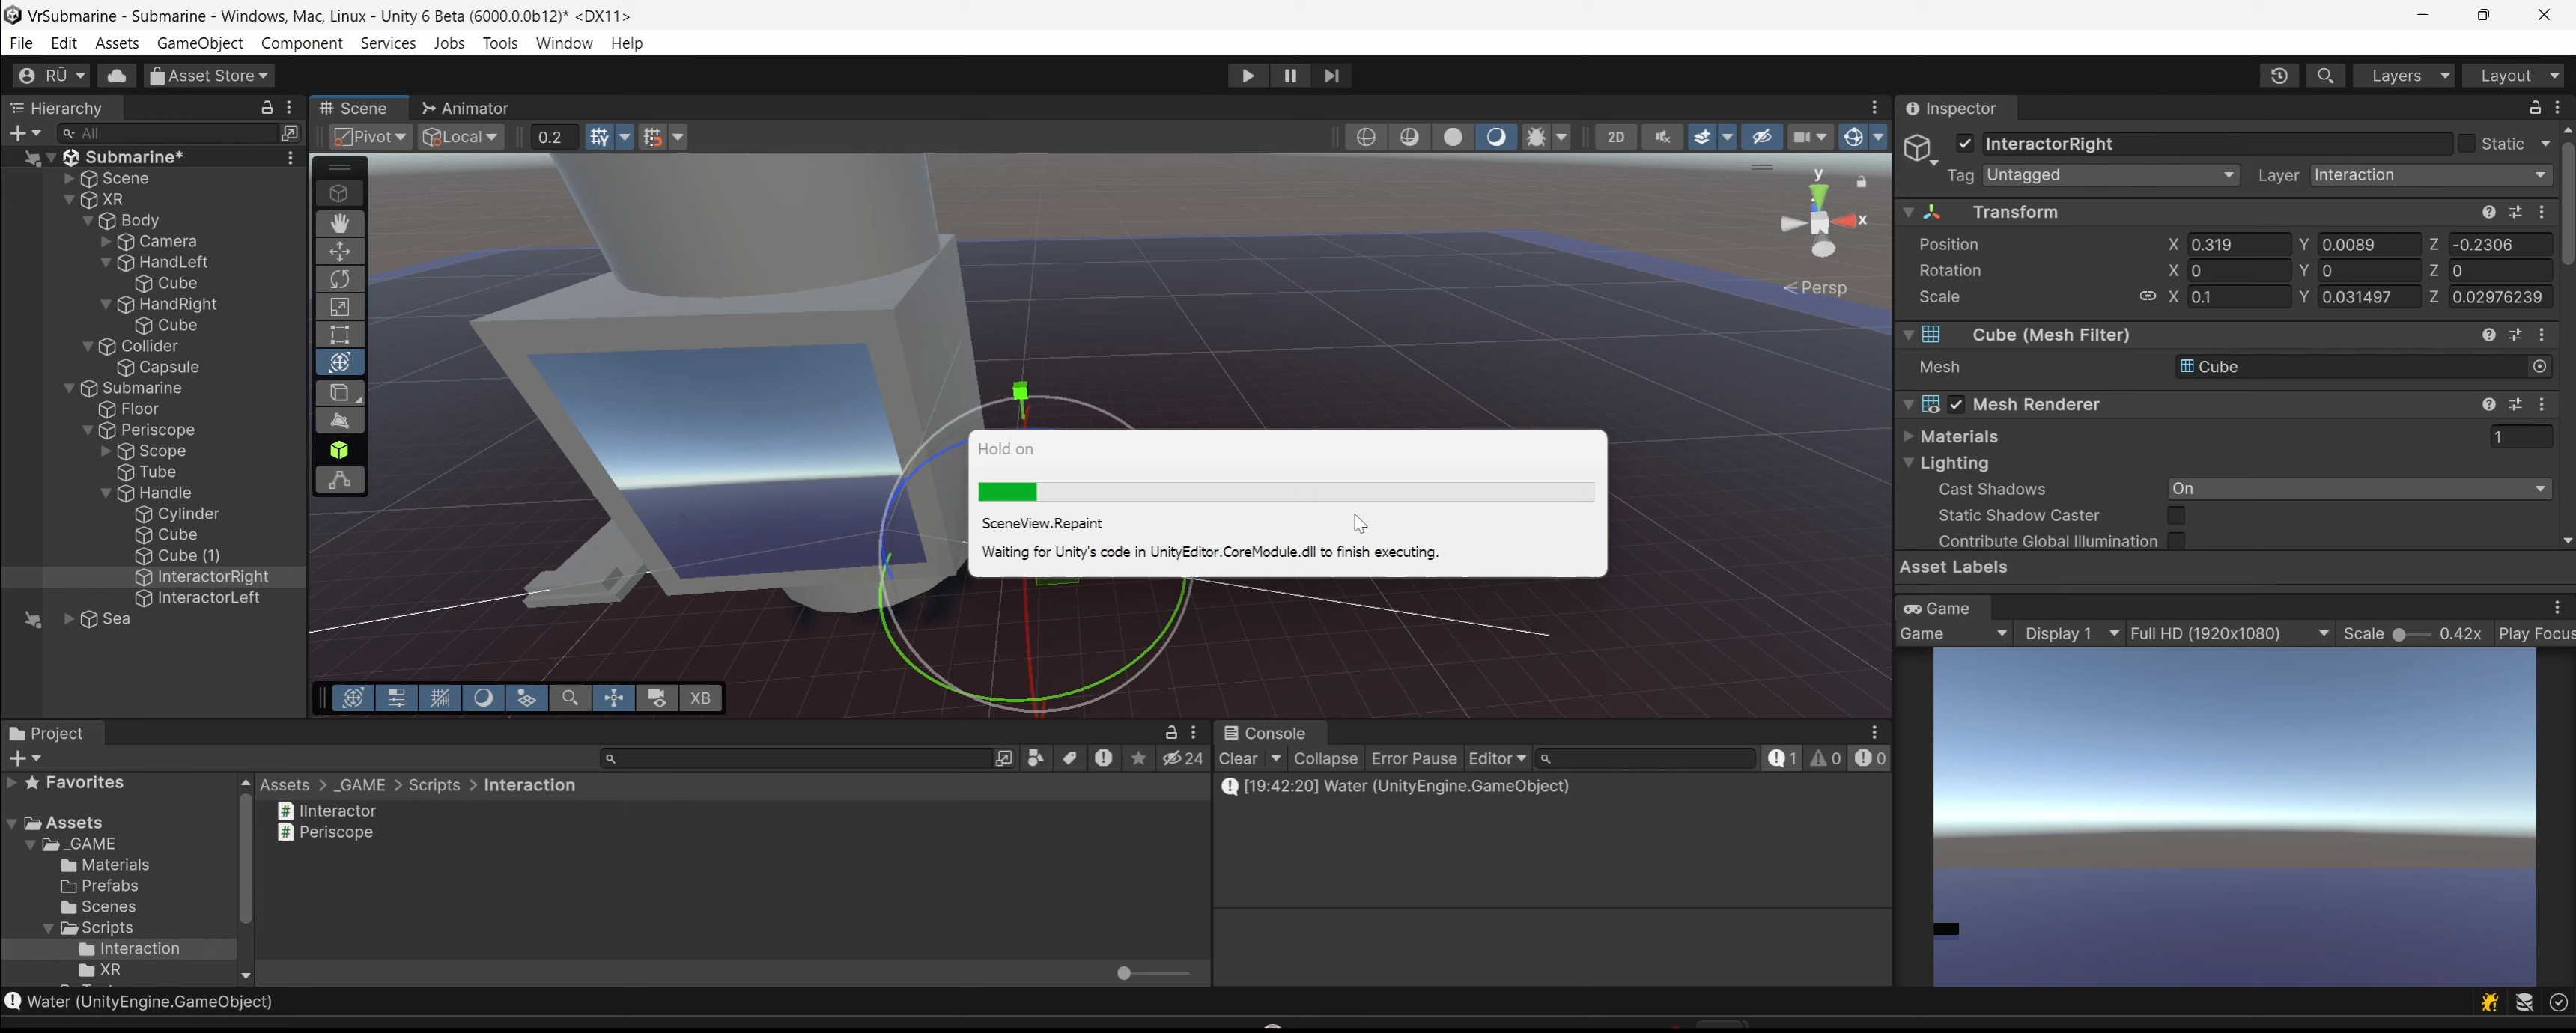 VrSubmarine - Submarine - Windows, Mac, Linux - Unity 6 Beta (6000.0.0b12)* <DX11>
File Edit Assets GameObject Component Services Jobs Tools Window Help
RŪ Asset Store Layers Layout
Hierarchy
All
Submarine*
Scene
XR
Body
Camera
HandLeft
Cube
HandRight
Cube
Collider
Capsule
Submarine
Floor
Periscope
Scope
Tube
Handle
Cylinder
Cube
Cube (1)
InteractorRight
InteractorLeft
Sea
Scene Animator
Pivot Local 0.2 2D
y
x
Persp
Hold on
SceneView.Repaint
Waiting for Unity's code in UnityEditor.CoreModule.dll to finish executing.
XB
Inspector
InteractorRight Static
Tag Untagged Layer Interaction
Transform
Position X 0.319 Y 0.0089 Z -0.2306
Rotation X 0 Y 0 Z 0
Scale X 0.1 Y 0.031497 Z 0.02976239
Cube (Mesh Filter)
Mesh Cube
Mesh Renderer
Materials 1
Lighting
Cast Shadows On
Static Shadow Caster
Contribute Global Illumination
Asset Labels
Game
Game Display 1 Full HD (1920x1080) Scale 0.42x Play Focus
Project
24
Favorites
Assets
_GAME
Materials
Prefabs
Scenes
Scripts
Interaction
XR
Assets > _GAME > Scripts > Interaction
IInteractor
Periscope
Console
Clear Collapse Error Pause Editor 1 0 0
[19:42:20] Water (UnityEngine.GameObject)
Water (UnityEngine.GameObject)